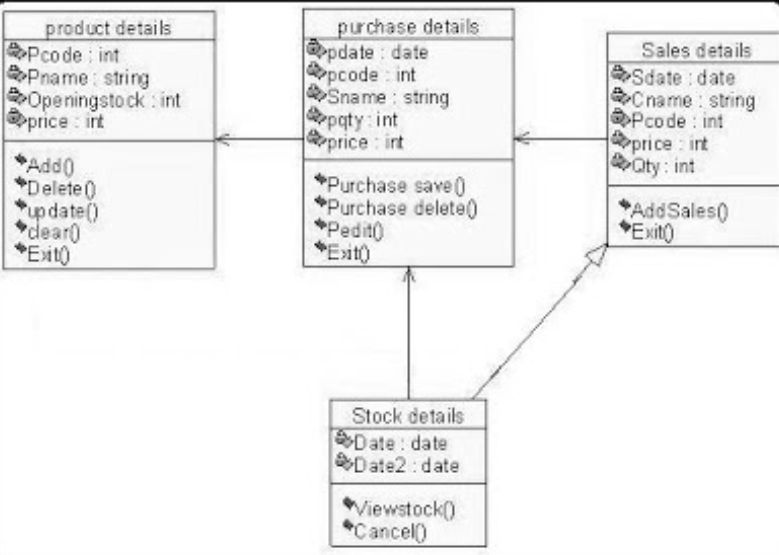 product details
Pcode : int
Pname : string
Openingstock : int
price : int
Add()
Delete()
update()
clear()
Exit()
purchase details
pdate : date
pcode : int
Sname : string
pqty : int
price : int
Purchase save()
Purchase delete()
Pedit()
Exit()
Sales details
Sdate : date
Cname : string
Pcode : int
price : int
Qty : int
AddSales()
Exit()
Stock details
Date : date
Date2 : date
Viewstock()
Cancel()